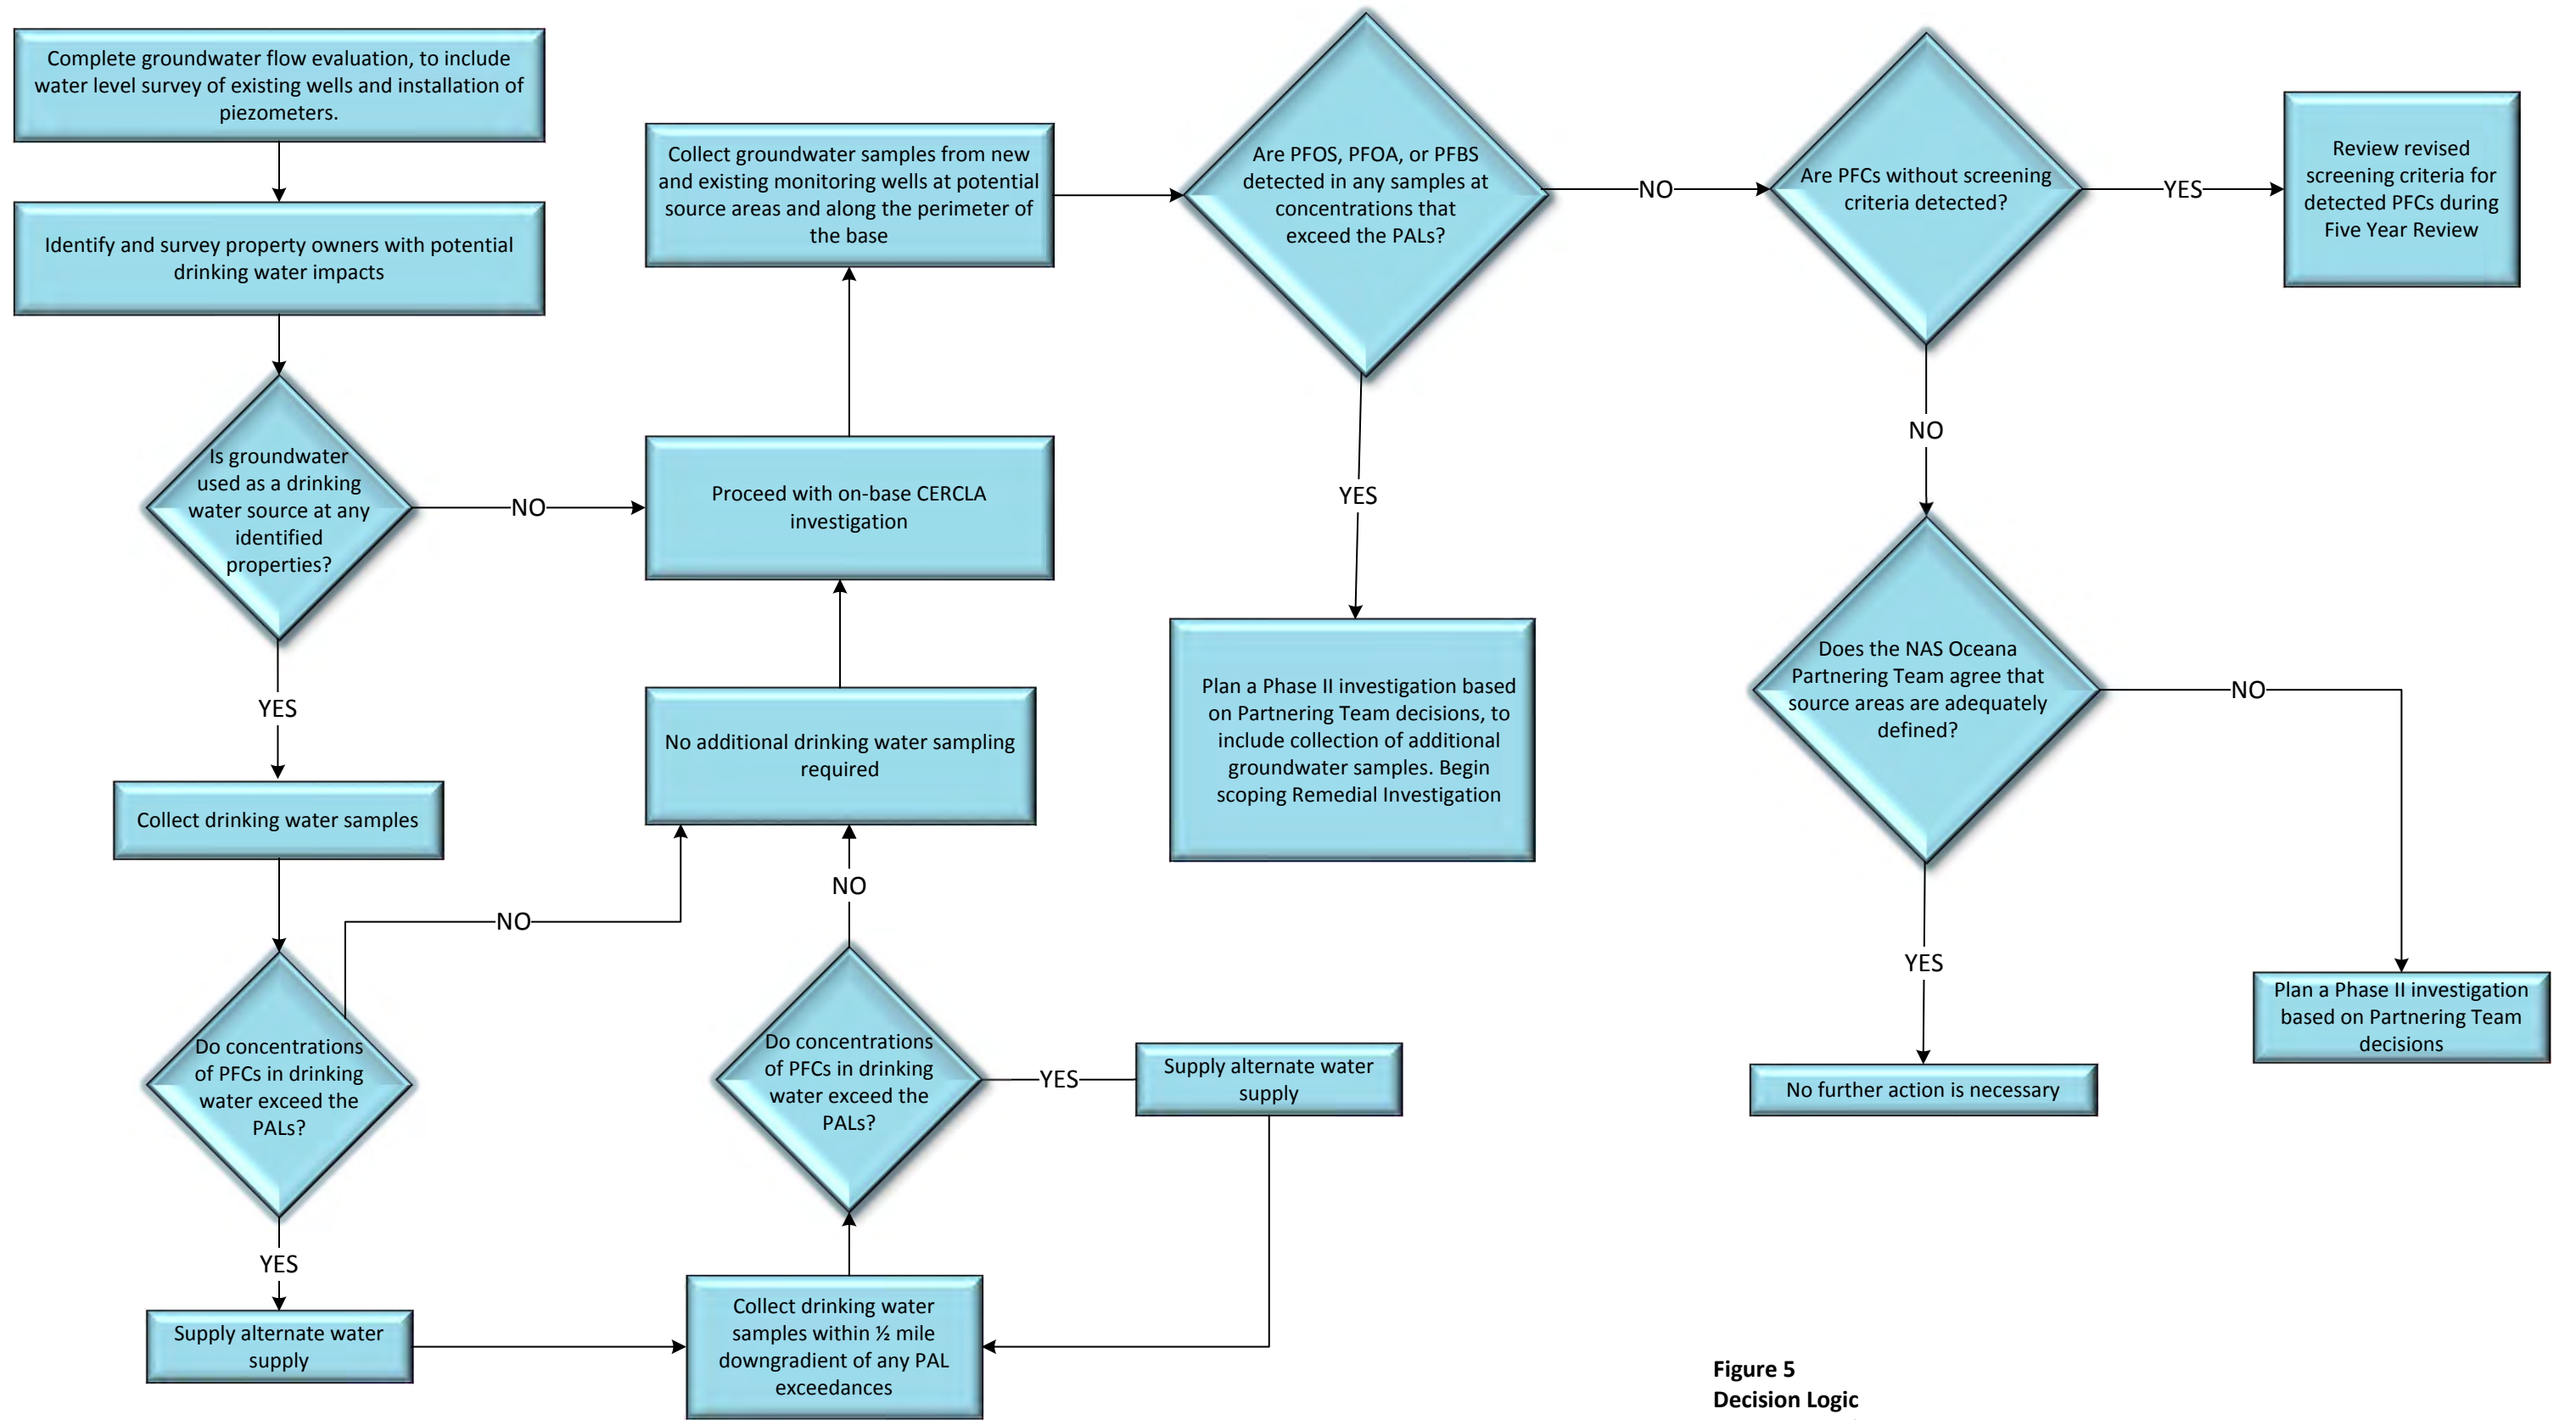 Complete groundwater flow evaluation, to include
water level survey of existing wells and installation of
piezometers.
Identify and survey property owners with potential
drinking water impacts
Is groundwater
used as a drinking
water source at any
identified
properties?
NO
YES
Collect drinking water samples
Do concentrations
of PFCs in drinking
water exceed the
PALs?
NO
YES
Supply alternate water
supply
Collect drinking water
samples within ½ mile
downgradient of any PAL
exceedances
Do concentrations
of PFCs in drinking
water exceed the
PALs?
YES
Supply alternate water
supply
NO
No additional drinking water sampling
required
Proceed with on-base CERCLA
investigation
Collect groundwater samples from new
and existing monitoring wells at potential
source areas and along the perimeter of
the base
Are PFOS, PFOA, or PFBS
detected in any samples at
concentrations that
exceed the PALs?
YES
Plan a Phase II investigation based
on Partnering Team decisions, to
include collection of additional
groundwater samples. Begin
scoping Remedial Investigation
NO
Are PFCs without screening
criteria detected?
YES
Review revised
screening criteria for
detected PFCs during
Five Year Review
NO
Does the NAS Oceana
Partnering Team agree that
source areas are adequately
defined?
NO
Plan a Phase II investigation
based on Partnering Team
decisions
YES
No further action is necessary
Figure 5
Decision Logic